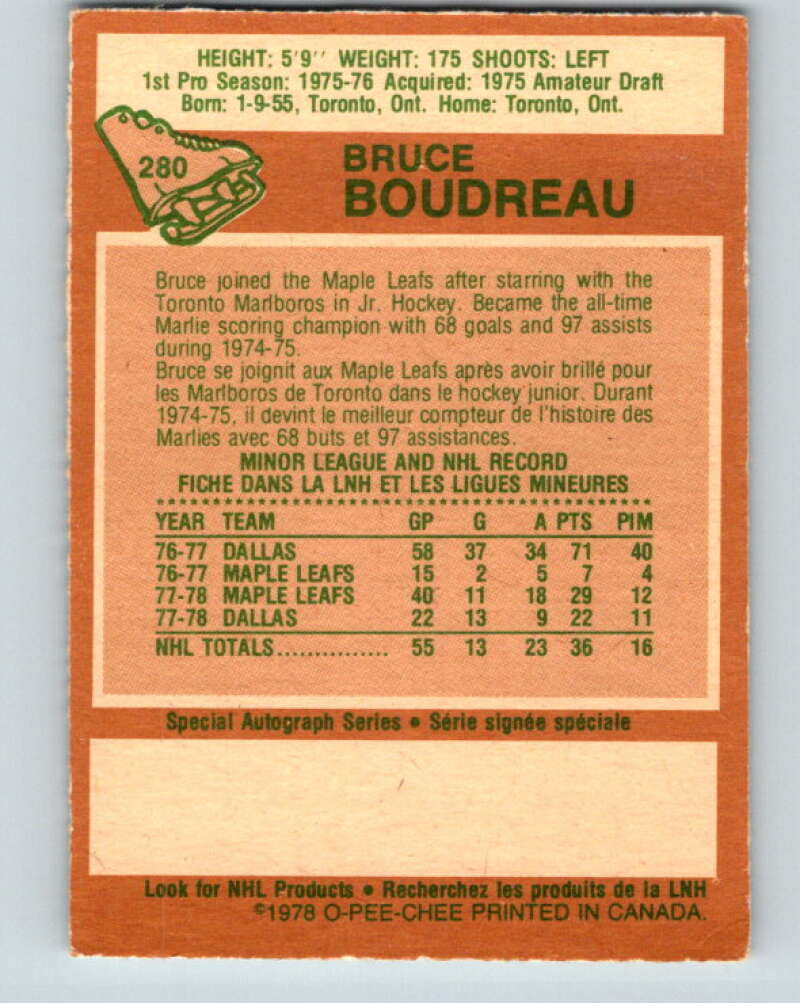 HEIGHT: 5'9'' WEIGHT: 175 SHOOTS: LEFT
1st Pro Season: 1975-76 Acquired: 1975 Amateur Draft
Born: 1-9-55, Toronto, Ont. Home: Toronto, Ont.
280
BRUCE
BOUDREAU
Bruce joined the Maple Leafs after starring with the
Toronto Marlboros in Jr. Hockey. Became the all-time
Marlie scoring champion with 68 goals and 97 assists
during 1974-75.
Bruce se joignit aux Maple Leafs après avoir brillé pour
les Marlboros de Toronto dans le hockey junior. Durant
1974-75, il devint le meilleur compteur de l'histoire des
Marlies avec 68 buts et 97 assistances.
MINOR LEAGUE AND NHL RECORD
FICHE DANS LA LNH ET LES LIGUES MINEURES
YEAR TEAM GP G A PTS PIM
76-77 DALLAS 58 37 34 71 40
76-77 MAPLE LEAFS 15 2 5 7 4
77-78 MAPLE LEAFS 40 11 18 29 12
77-78 DALLAS 22 13 9 22 11
NHL TOTALS................ 55 13 23 36 16
Special Autograph Series • Série signée spéciale
Look for NHL Products • Recherchez les produits de la LNH
©1978 O-PEE-CHEE PRINTED IN CANADA.